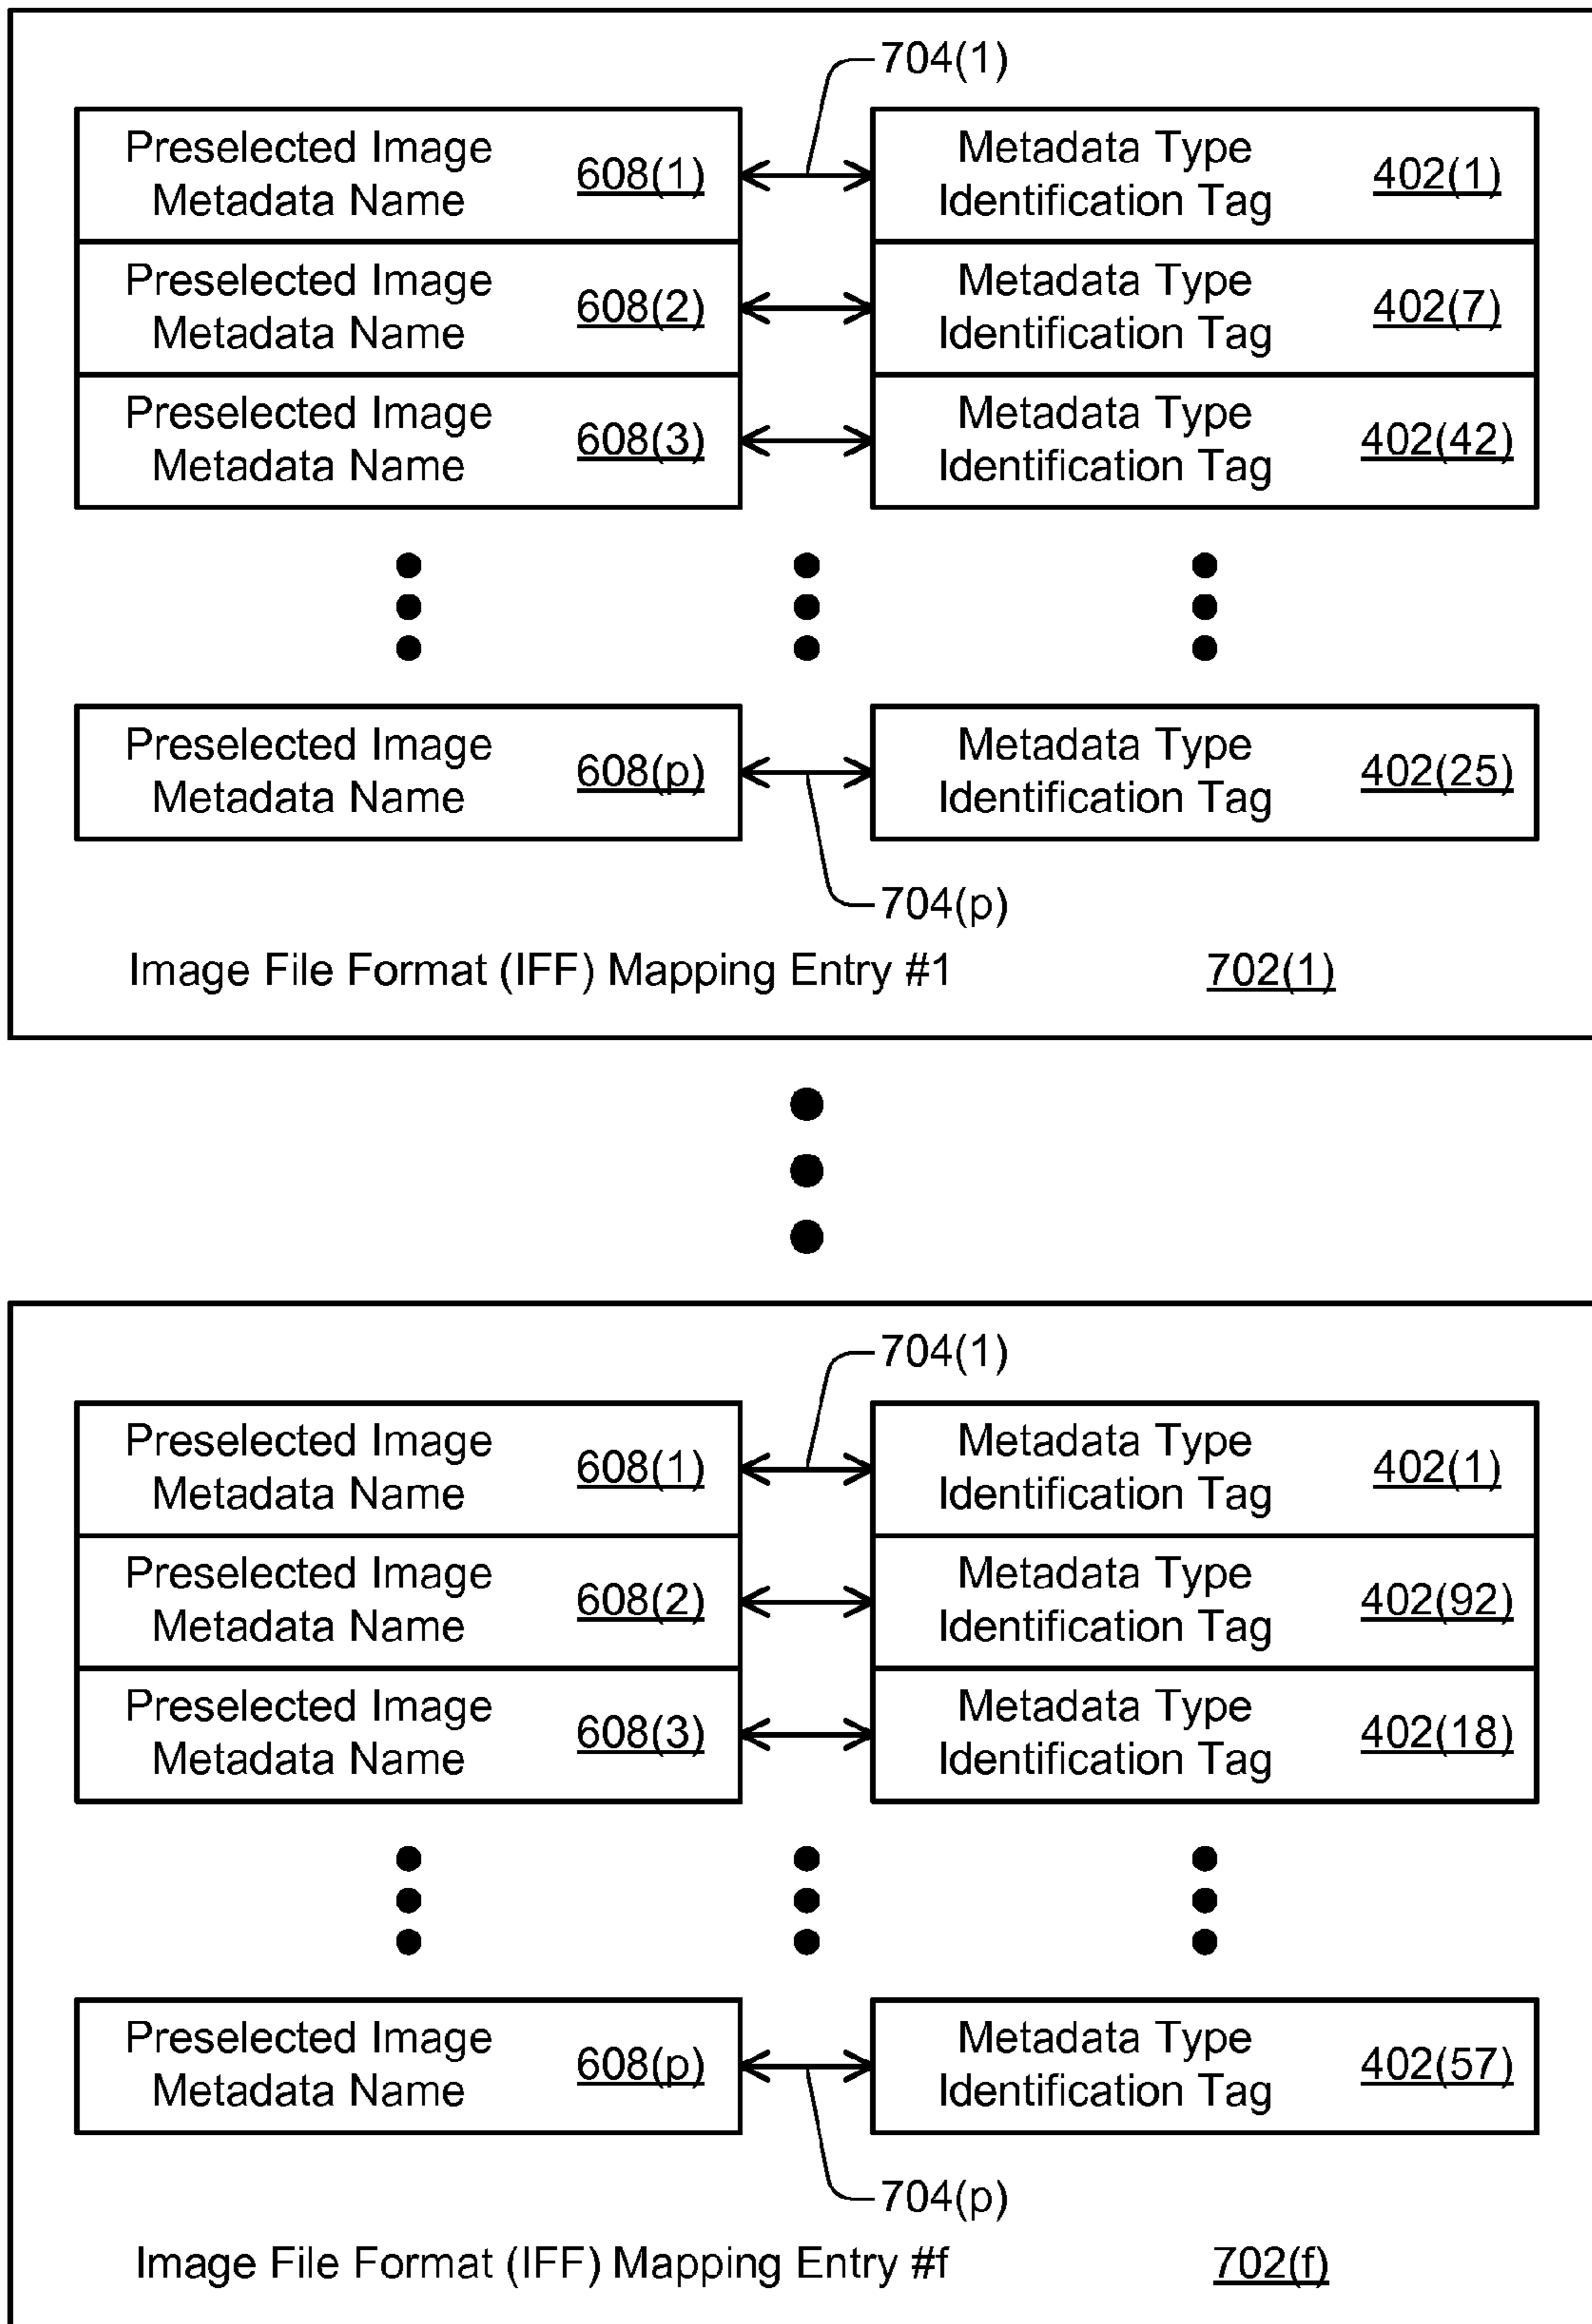 704(1)
Preselected Image
Metadata Name
608(1)
Metadata Type
Identification Tag
402(1)
Preselected Image
Metadata Name
608(2)
Metadata Type
Identification Tag
402(7)
Preselected Image
Metadata Name
608(3)
Metadata Type
Identification Tag
402(42)
Preselected Image
Metadata Name
608(p)
Metadata Type
Identification Tag
402(25)
704(p)
Image File Format (IFF) Mapping Entry #1 702(1)
704(1)
Preselected Image
Metadata Name
608(1)
Metadata Type
Identification Tag
402(1)
Preselected Image
Metadata Name
608(2)
Metadata Type
Identification Tag
402(92)
Preselected Image
Metadata Name
608(3)
Metadata Type
Identification Tag
402(18)
Preselected Image
Metadata Name
608(p)
Metadata Type
Identification Tag
402(57)
704(p)
Image File Format (IFF) Mapping Entry #f 702(f)